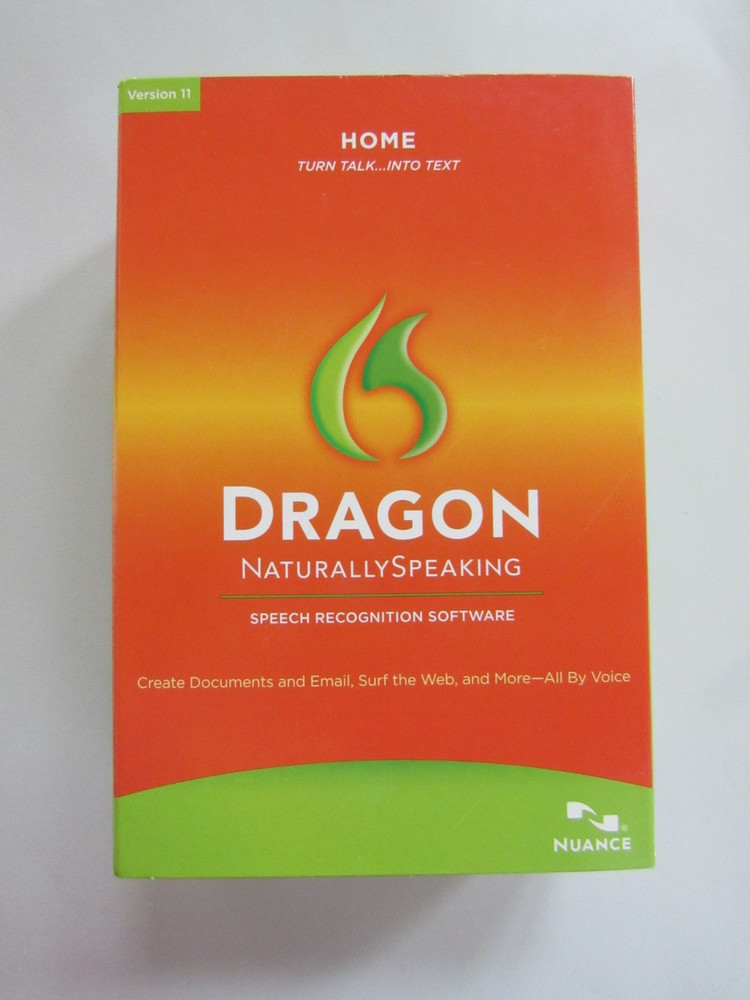 Version 11
HOME
TURN TALK...INTO TEXT
DRAGON
NATURALLYSPEAKING
SPEECH RECOGNITION SOFTWARE
Create Documents and Email, Surf the Web, and More—All By Voice
NUANCE